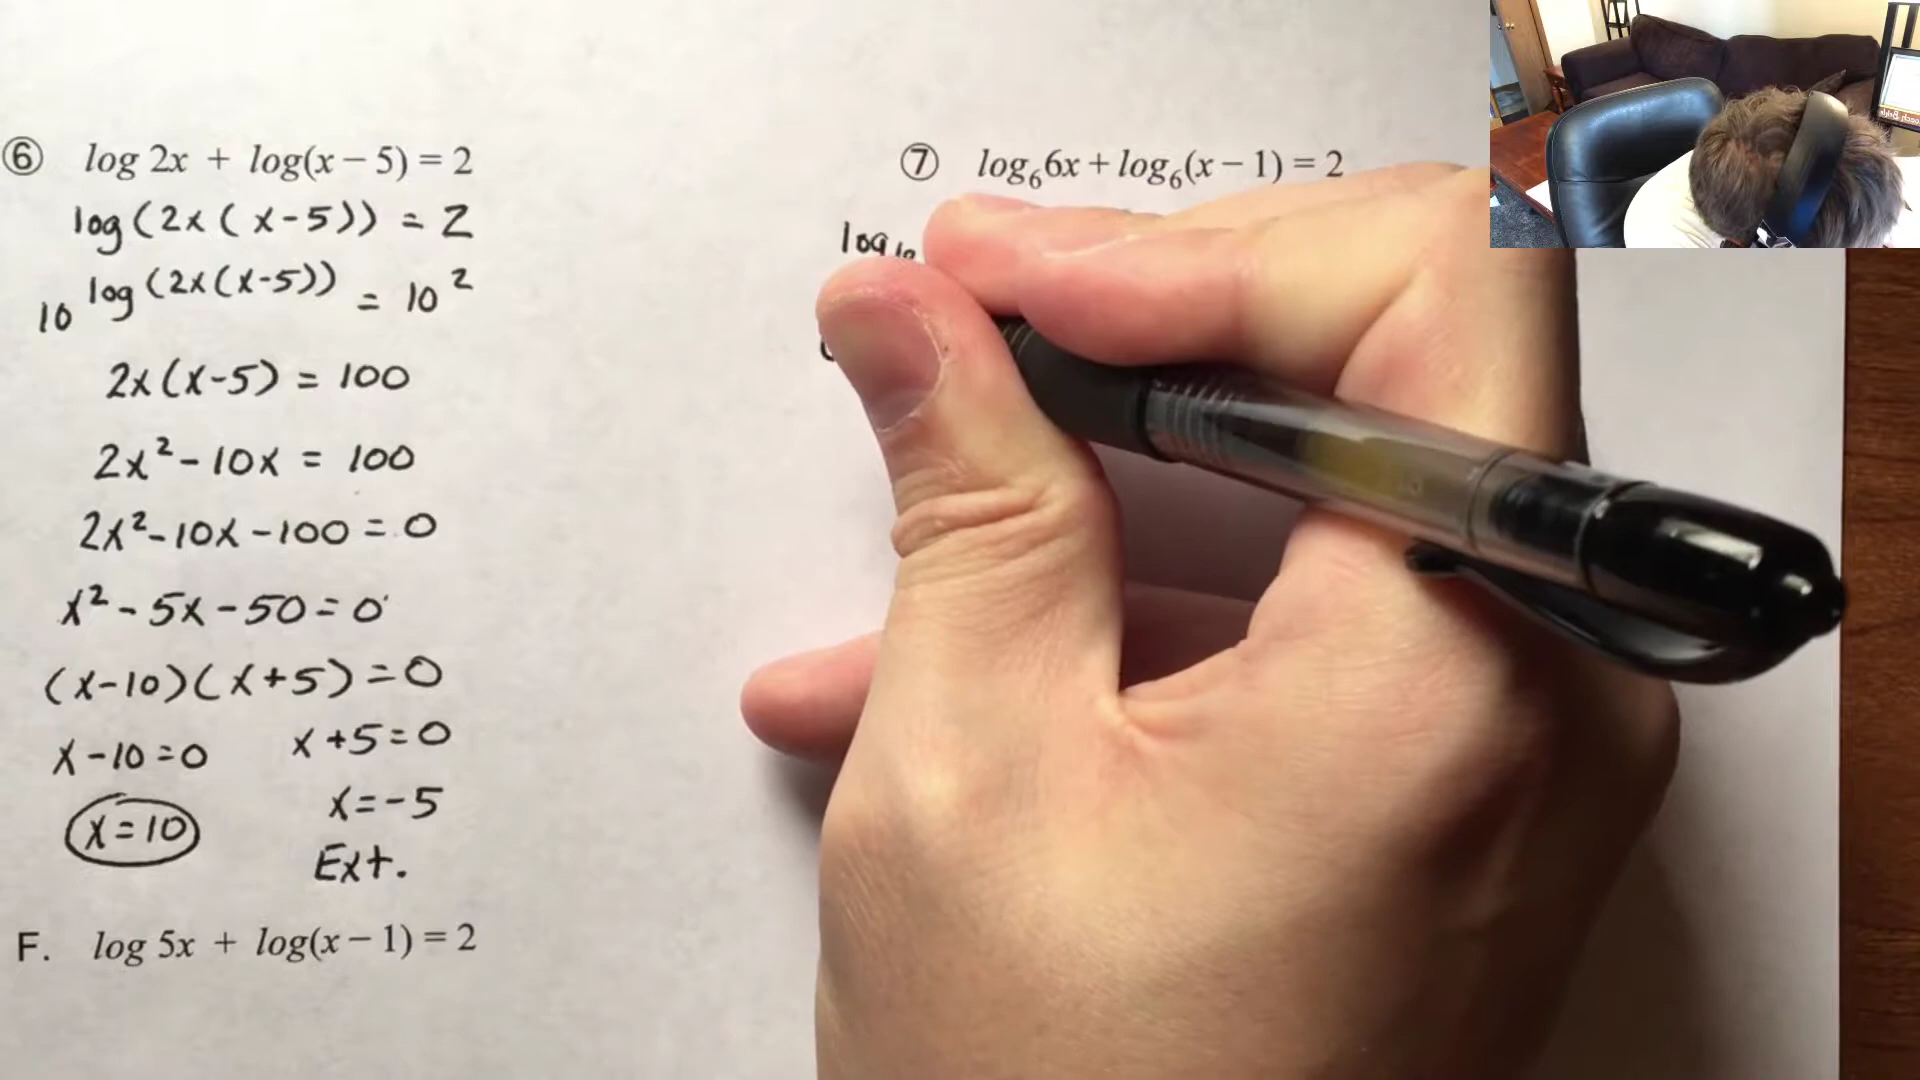 ⑥ log 2x + log(x – 5) = 2
log(2x(x-5)) = 2
10^log(2x(x-5)) = 10^2
2x(x-5) = 100
2x² - 10x = 100
2x² - 10x - 100 = 0
x² - 5x - 50 = 0
(x-10)(x+5) = 0
x - 10 = 0 x + 5 = 0
x = 10 x = -5
Ext.
F. log 5x + log(x – 1) = 2
⑦ log₆6x + log₆(x – 1) = 2
log